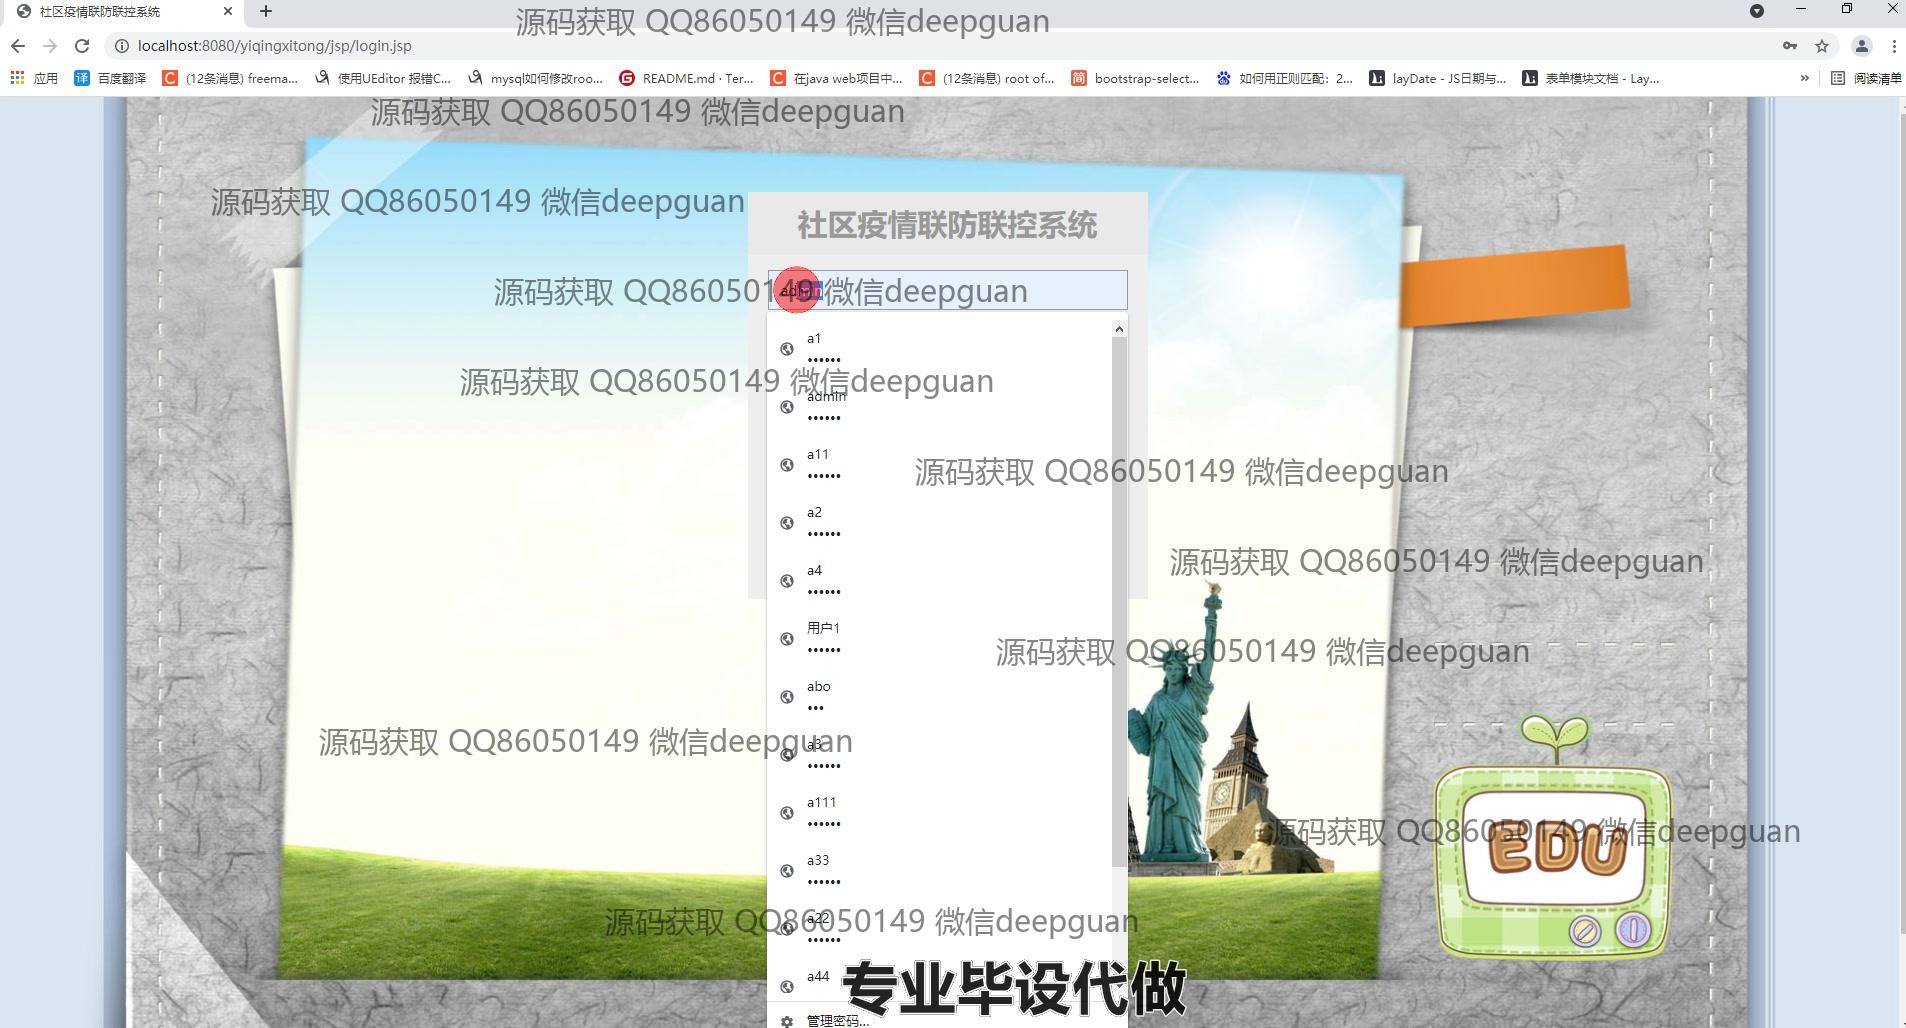 社区疫情联防联控系统
源码获取 QQ86050149 微信deepguan
localhost:8080/yiqingxitong/jsp/login.jsp
应用 百度翻译 (12条消息) freema... 使用UEditor 报错C... mysql如何修改roo... README.md · Ter... 在java web项目中... (12条消息) root of... bootstrap-select... 如何用正则匹配：2... layDate - JS日期与... 表单模块文档 - Lay... » 阅读清单
源码获取 QQ86050149 微信deepguan
源码获取 QQ86050149 微信deepguan
社区疫情联防联控系统
admin
源码获取 QQ86050149 微信deepguan
a1
••••••
源码获取 QQ86050149 微信deepguan
admin
••••••
a11
••••••
源码获取 QQ86050149 微信deepguan
a2
••••••
源码获取 QQ86050149 微信deepguan
a4
••••••
用户1
••••••
源码获取 QQ86050149 微信deepguan
abo
•••
源码获取 QQ86050149 微信deepguan
a3
••••••
a111
••••••
源码获取 QQ86050149 微信deepguan
EDU
a33
••••••
源码获取 QQ86050149 微信deepguan
a22
••••••
a44
专业毕设代做
管理密码...